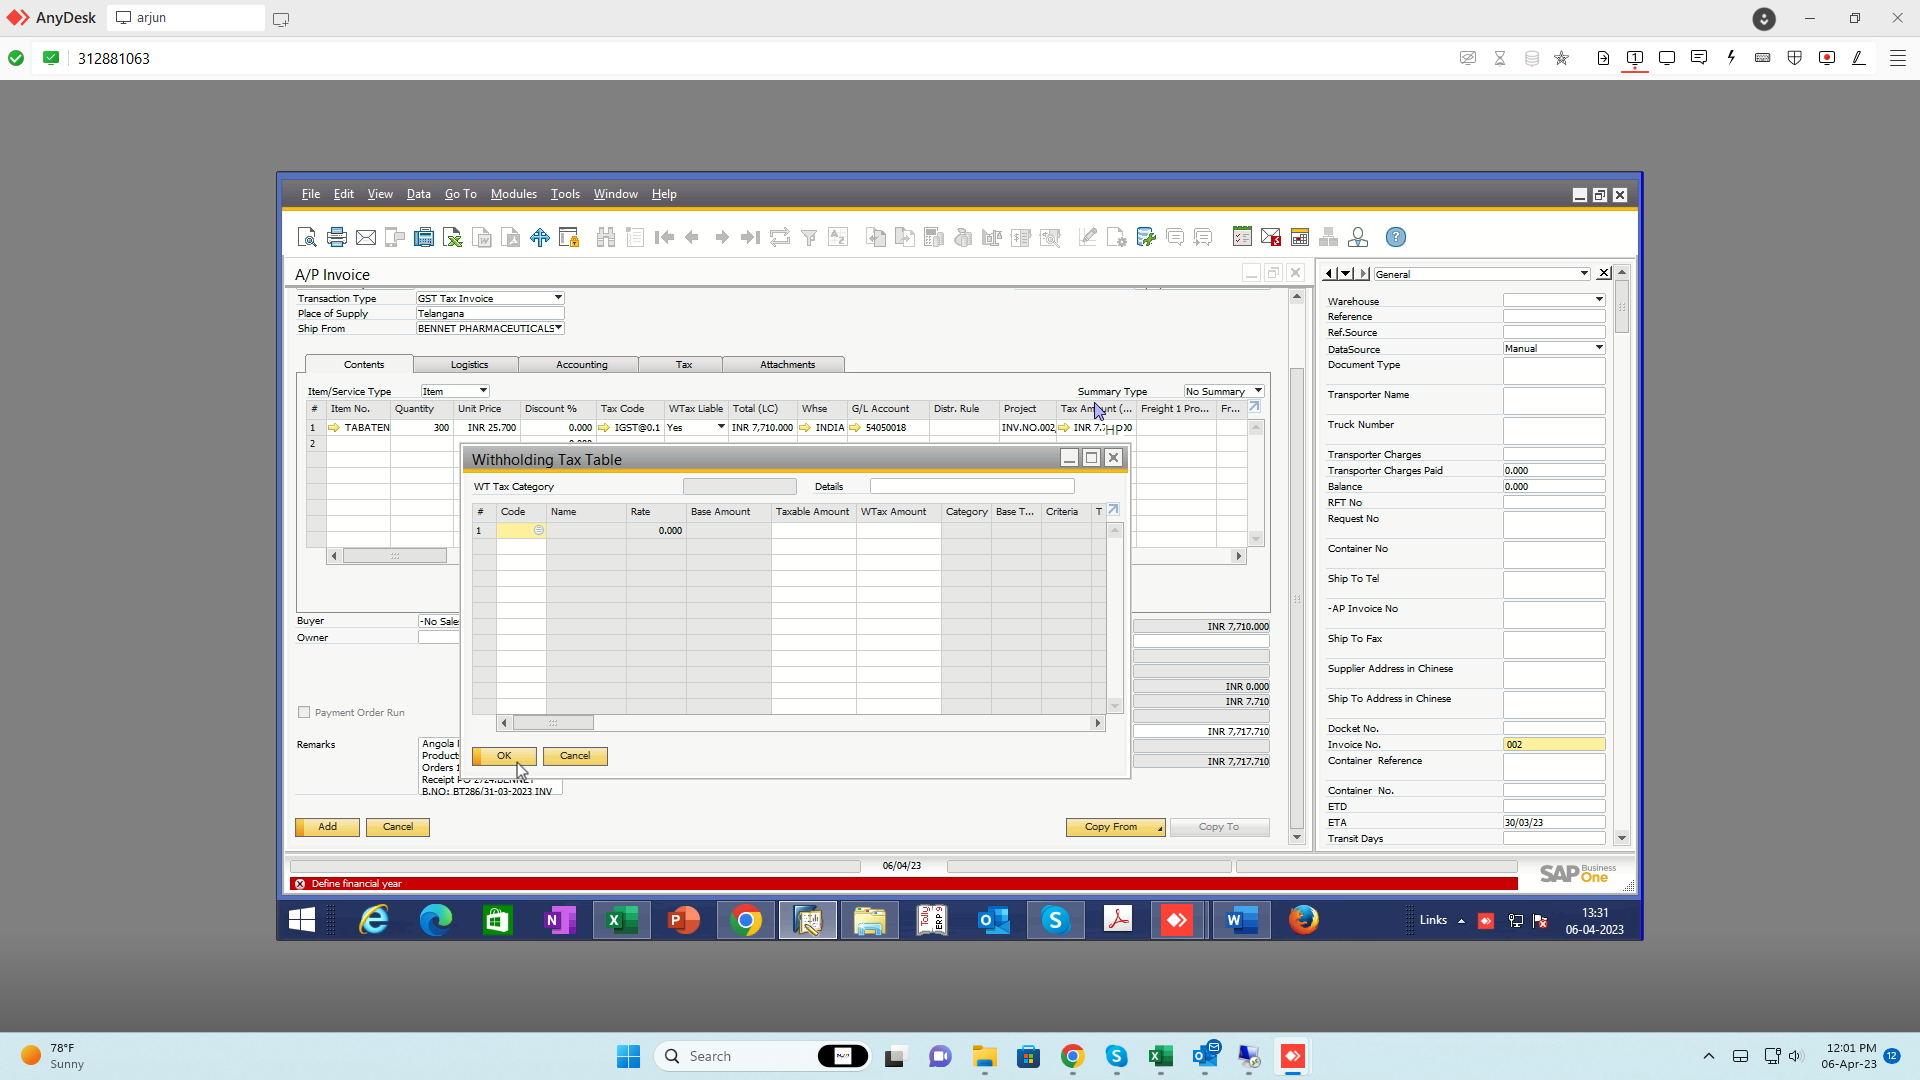 AnyDesk
arjun
312881063
File Edit View Data Go To Modules Tools Window Help
A/P Invoice
Transaction Type GST Tax Invoice
Place of Supply Telangana
Ship From BENNET PHARMACEUTICALS
Contents Logistics Accounting Tax Attachments
Item/Service Type Item Summary Type No Summary
# Item No. Quantity Unit Price Discount % Tax Code WTax Liable Total (LC) Whse G/L Account Distr. Rule Project Tax Amount (... Freight 1 Pro... Fr...
1 TABATEN 300 INR 25.700 0.000 IGST@0.1 Yes INR 7,710.000 INDIA 54050018 INV.NO.002,
HP
2
Withholding Tax Table
WT Tax Category Details
# Code Name Rate Base Amount Taxable Amount WTax Amount Category Base T... Criteria T
1 0.000
OK Cancel
Buyer -No Sales
Owner
INR 7,710.000
INR 0.000
INR 7.710
INR 7,717.710
INR 7,717.710
Payment Order Run
Remarks Angola
Product
Orders
Receipt
B.NO: BT286/31-03-2023 INV
Add Cancel Copy From Copy To
General
Warehouse
Reference
Ref.Source
DataSource Manual
Document Type
Transporter Name
Truck Number
Transporter Charges
Transporter Charges Paid 0.000
Balance 0.000
RFT No
Request No
Container No
Ship To Tel
-AP Invoice No
Ship To Fax
Supplier Address in Chinese
Ship To Address in Chinese
Docket No.
Invoice No. 002
Container Reference
Container No.
ETD
ETA 30/03/23
Transit Days
06/04/23
SAP Business One
Define financial year
Links
13:31
06-04-2023
78°F
Sunny
Search
12:01 PM
06-Apr-23
12